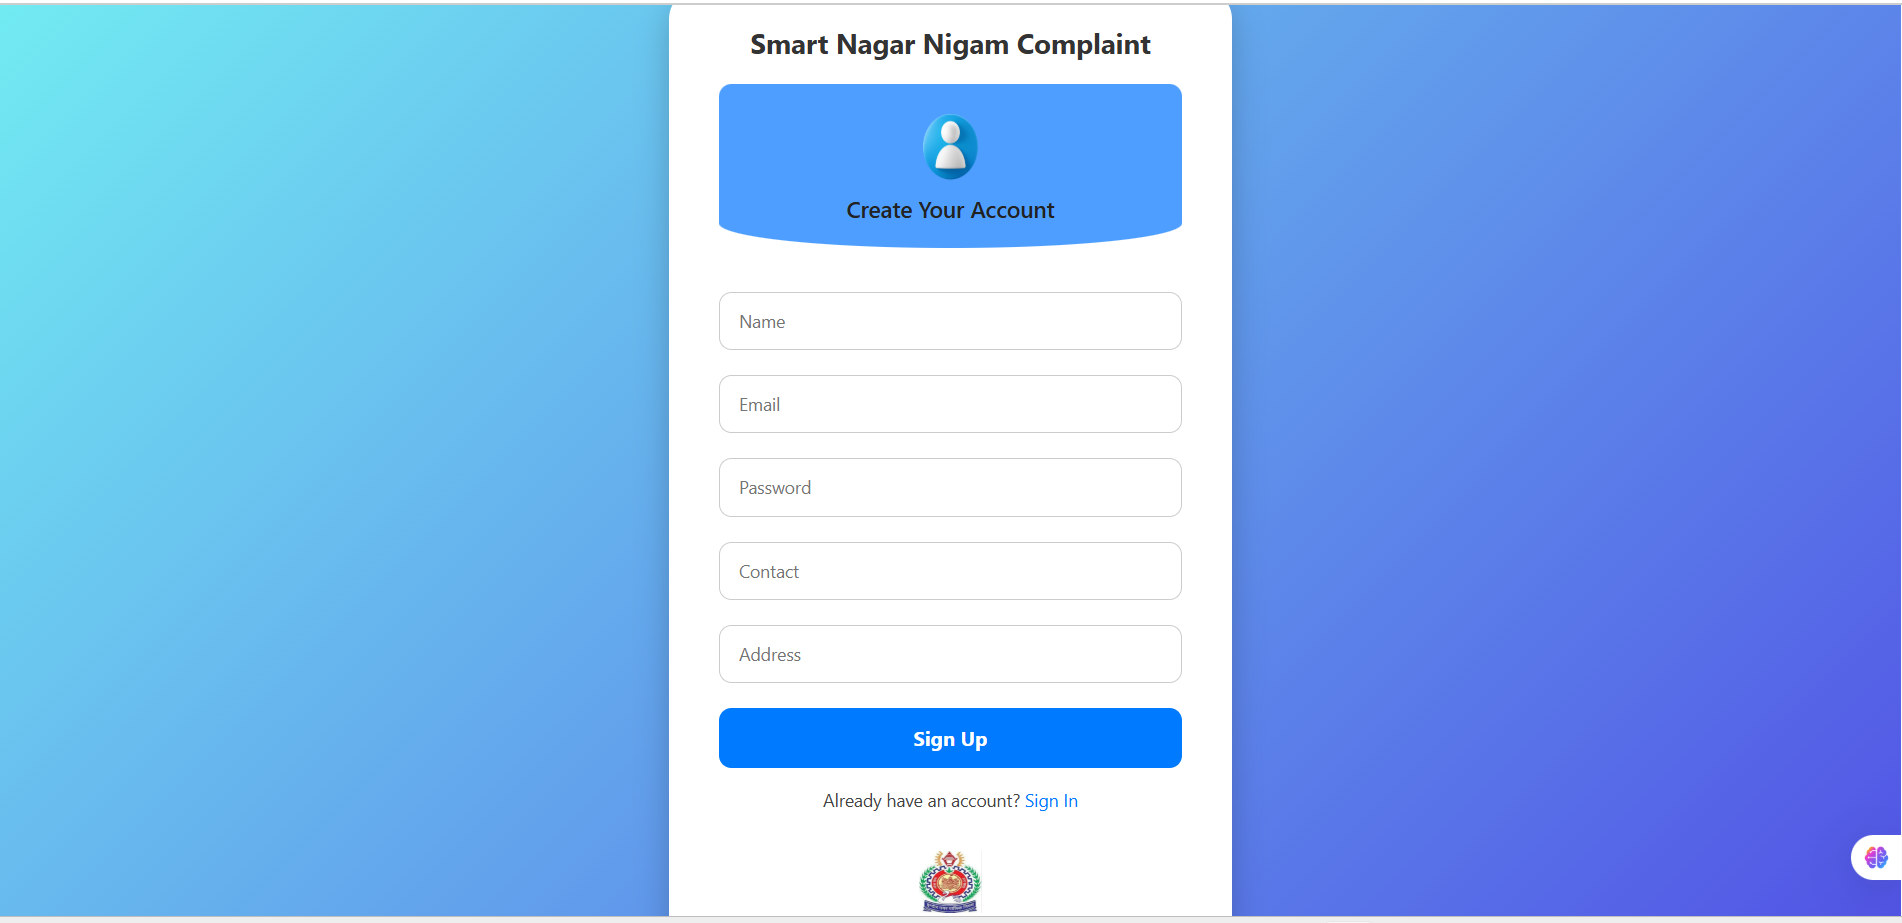 Smart Nagar Nigam Complaint
Create Your Account
Name
Email
Password
Contact
Address
Sign Up
Already have an account? Sign In